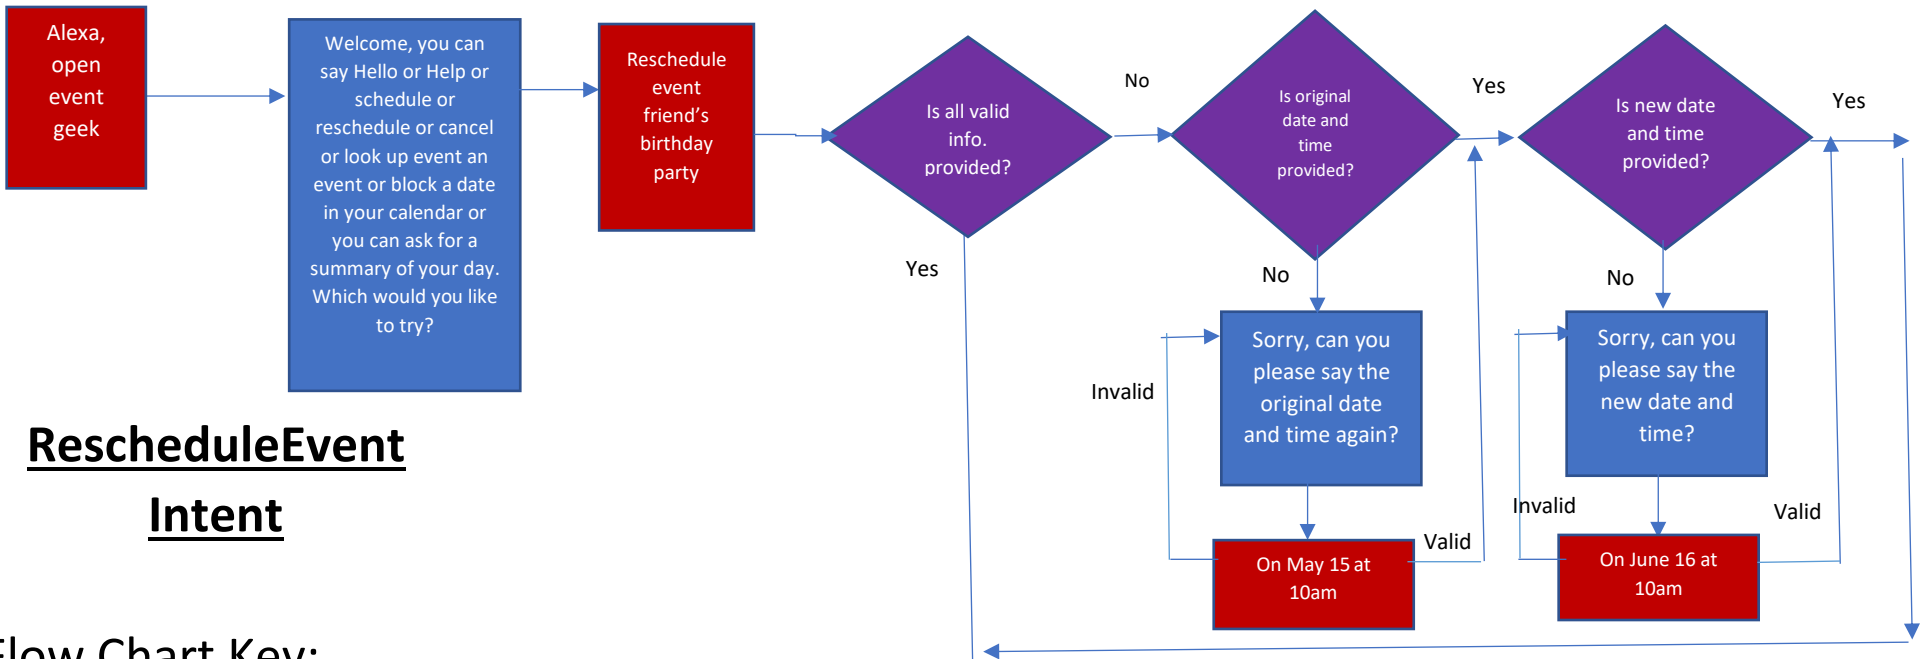 Alexa,
open
event
geek
Welcome, you can
say Hello or Help or
schedule or
reschedule or cancel
or look up event an
event or block a date
in your calendar or
you can ask for a
summary of your day.
Which would you like
to try?
Reschedule
event
friend’s
birthday
party
Is all valid
info.
provided?
No
Yes
Is original
date and
time
provided?
Yes
No
Is new date
and time
provided?
Yes
No
Sorry, can you
please say the
original date
and time again?
Invalid
On May 15 at
10am
Valid
Sorry, can you
please say the
new date and
time?
Invalid
On June 16 at
10am
Valid
RescheduleEvent
Intent
Flow Chart Key: